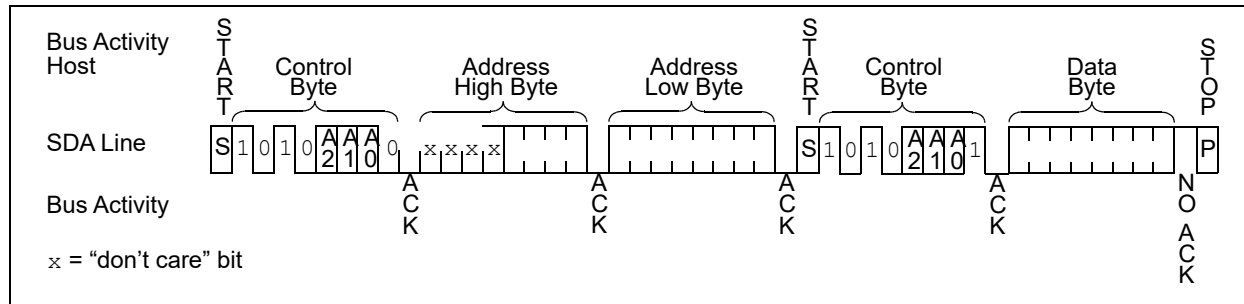 Bus Activity
Host
START
Control
Byte
Address
High Byte
Address
Low Byte
START
Control
Byte
Data
Byte
STOP
SDA Line
S 1 0 1 0 A2 A1 A0 0 x x x x S 1 0 1 0 A2 A1 A0 1 P
Bus Activity
ACK
ACK
ACK
ACK
NO ACK
x = “don’t care” bit